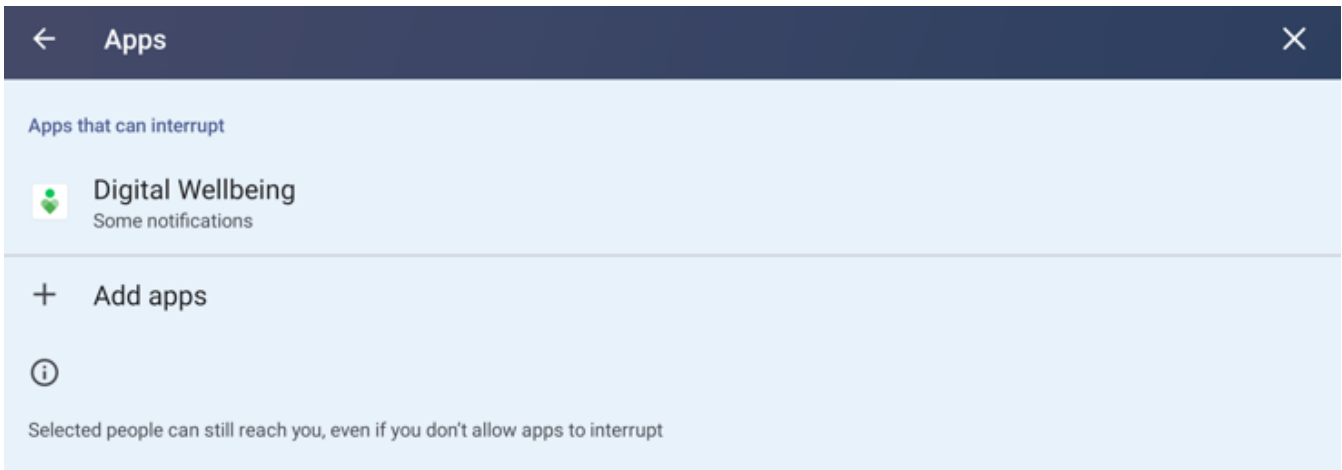 Apps
Apps that can interrupt
Digital Wellbeing
Some notifications
Add apps
Selected people can still reach you, even if you don't allow apps to interrupt